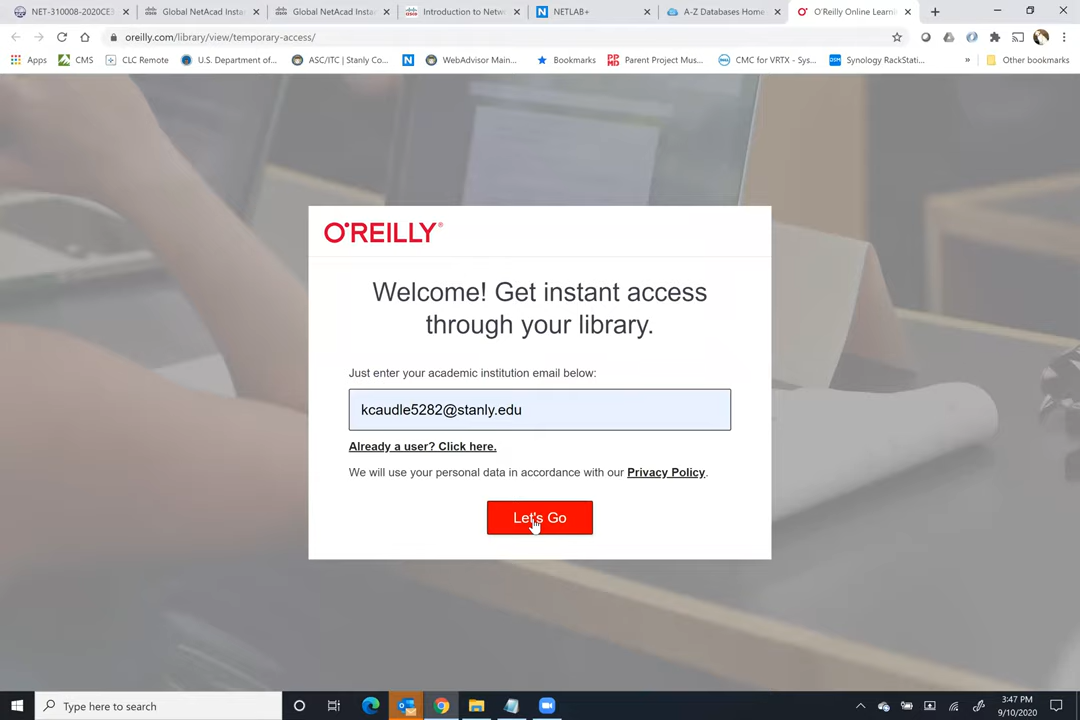 NET-310008-2020CE3
Global NetAcad Insta
Global NetAcad Instan
Introduction to Netw
NETLAB+
A-Z Databases Home
O'Reilly Online Learni
oreilly.com/library/view/temporary-access/
Apps
CMS
CLC Remote
U.S. Department of...
ASC/ITC | Stanly Co...
WebAdvisor Main...
Bookmarks
Parent Project Mus...
CMC for VRTX - Sys...
Synology RackStati...
»
Other bookmarks
O'REILLY®
Welcome! Get instant access
through your library.
Just enter your academic institution email below:
kcaudle5282@stanly.edu
Already a user? Click here.
We will use your personal data in accordance with our Privacy Policy.
Let's Go
Type here to search
3:47 PM
9/10/2020